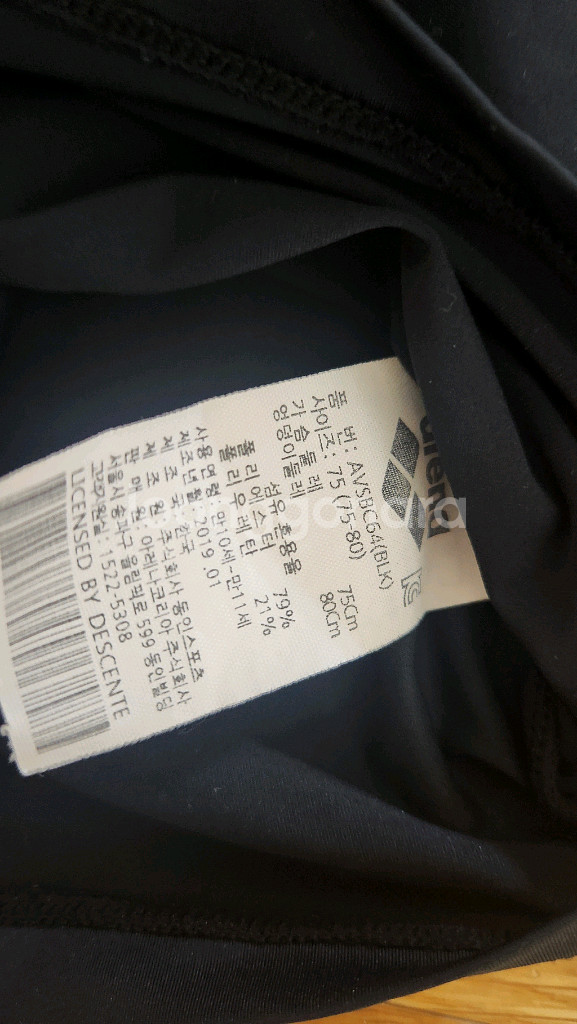 arena
품 번: AVSBC64(BLK)
사이즈: 75 (75-80)
가 슴 둘 레 75Cm
엉 덩 이 둘 레 80Cm
섬유 혼용율
폴 리 에 스 터 79%
폴 리 우 레 탄 21%
사용연령: 만10세~만11세
제조년월: 2019 .01
제 조 국: 한국
제 조 원: 주식회사 동인스포츠
판 매 원: 아레나코리아 주식회사
서울시 송파구 올림픽로 599 동인빌딩
고객상담실: 1522-5308
LICENSED BY DESCENTE